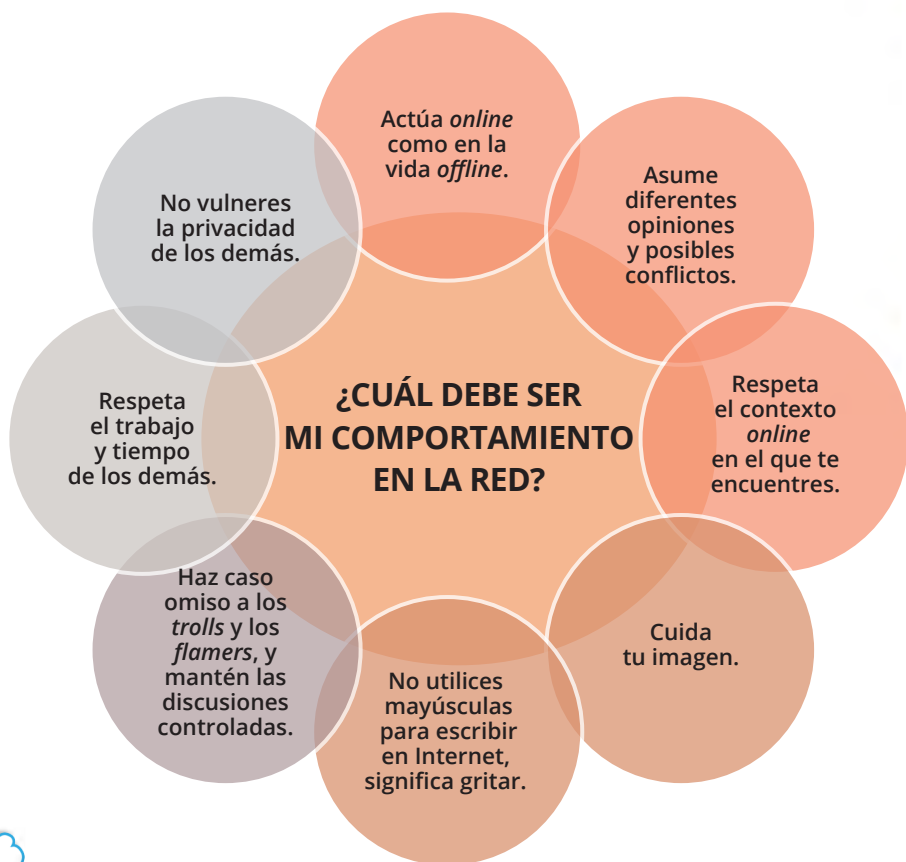 Actúa online
como en la
vida offline.
Asume
diferentes
opiniones
y posibles
conflictos.
Respeta
el contexto
online
en el que te
encuentres.
Cuida
tu imagen.
No utilices
mayúsculas
para escribir
en Internet,
significa gritar.
Haz caso
omiso a los
trolls y los
flamers, y
mantén las
discusiones
controladas.
Respeta
el trabajo
y tiempo
de los demás.
No vulneres
la privacidad
de los demás.
¿CUÁL DEBE SER
MI COMPORTAMIENTO
EN LA RED?